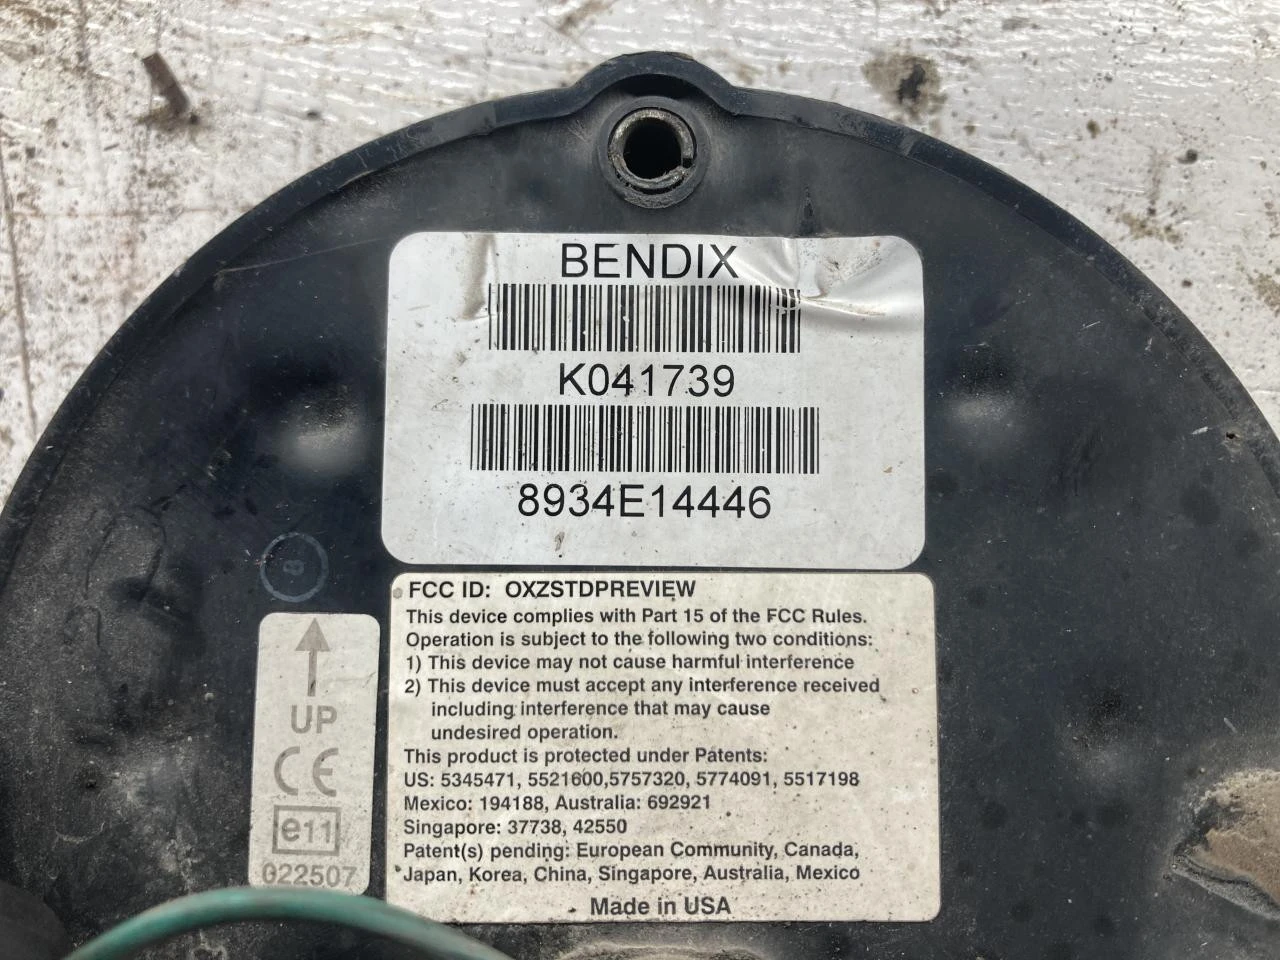 BENDIX
K041739
8934E14446
FCC ID: OXZSTDPREVIEW
This device complies with Part 15 of the FCC Rules.
Operation is subject to the following two conditions:
1) This device may not cause harmful interference
2) This device must accept any interference received
including interference that may cause
undesired operation.
This product is protected under Patents:
US: 5345471, 5521600,5757320, 5774091, 5517198
Mexico: 194188, Australia: 692921
Singapore: 37738, 42550
Patent(s) pending: European Community, Canada,
Japan, Korea, China, Singapore, Australia, Mexico
Made in USA
8
UP
CE
e11
022507